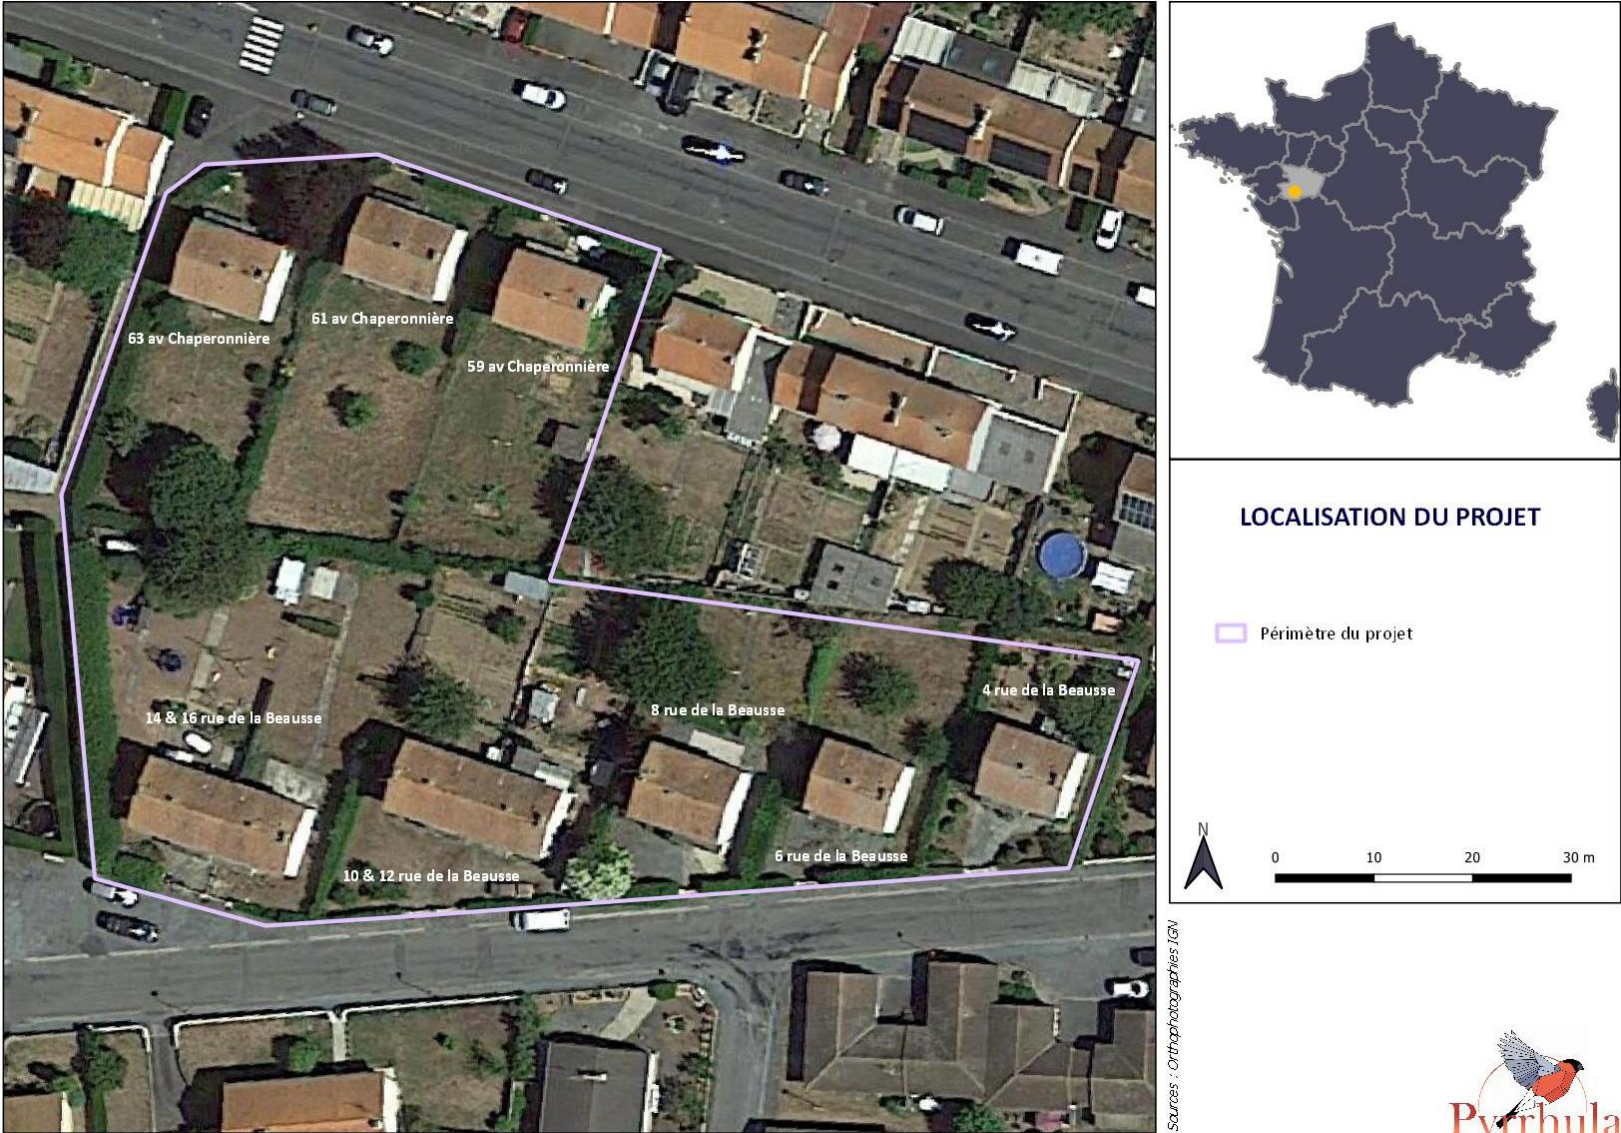 63 av Chaperonnière
61 av Chaperonnière
59 av Chaperonnière
14 & 16 rue de la Beausse
10 & 12 rue de la Beausse
8 rue de la Beausse
6 rue de la Beausse
4 rue de la Beausse
LOCALISATION DU PROJET
Périmètre du projet
N
0 10 20 30 m
Sources : Orthophotographies IGN
Pyrrhula